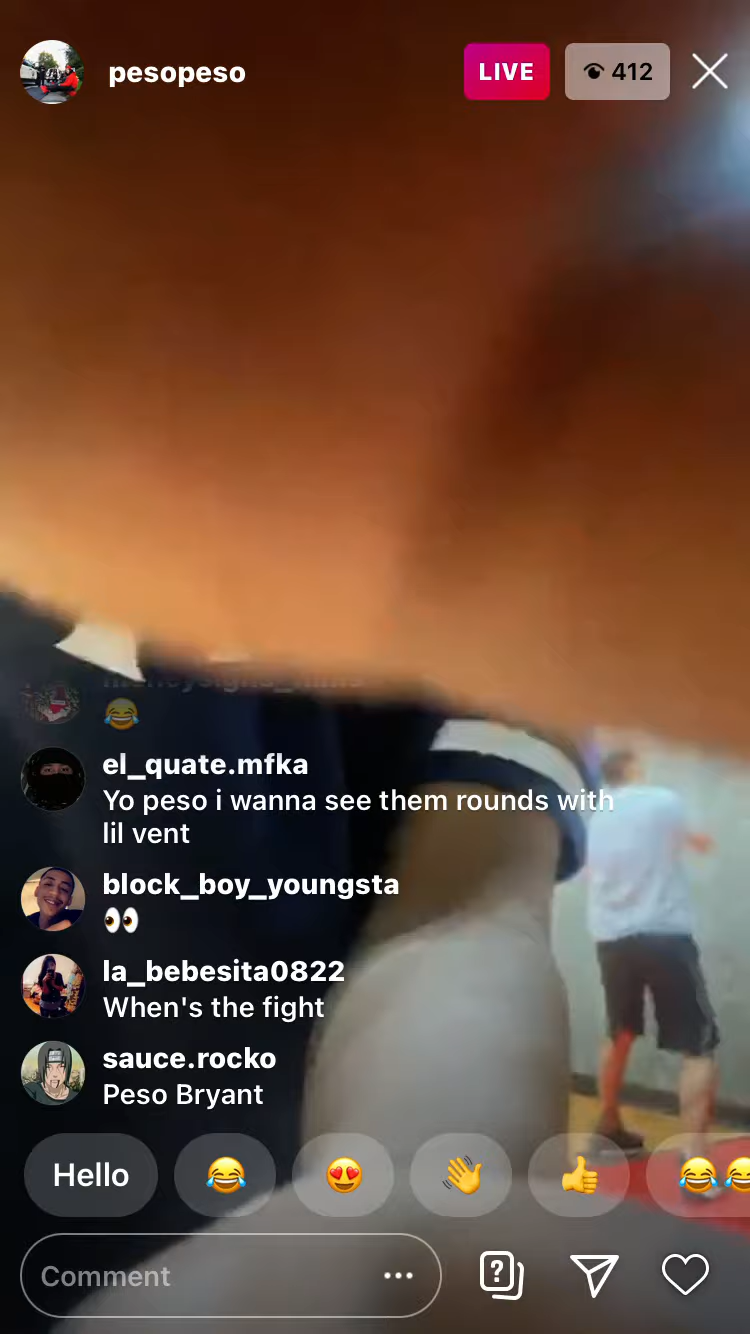 pesopeso
LIVE
412
😂
el_quate.mfka
Yo peso i wanna see them rounds with
lil vent
block_boy_youngsta
👀
la_bebesita0822
When's the fight
sauce.rocko
Peso Bryant
Hello 😂 😍 👋 👍 😂😂
Comment